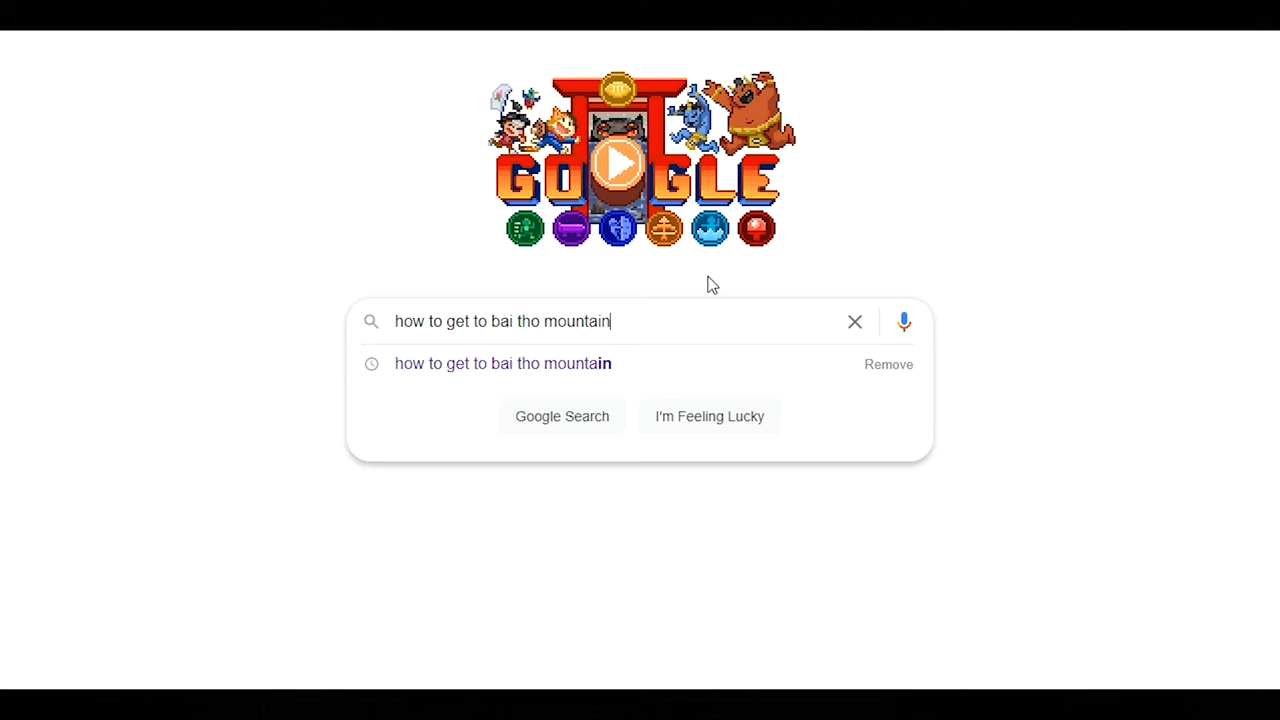 GOOGLE
how to get to bai tho mountain
how to get to bai tho mountain
Remove
Google Search
I'm Feeling Lucky